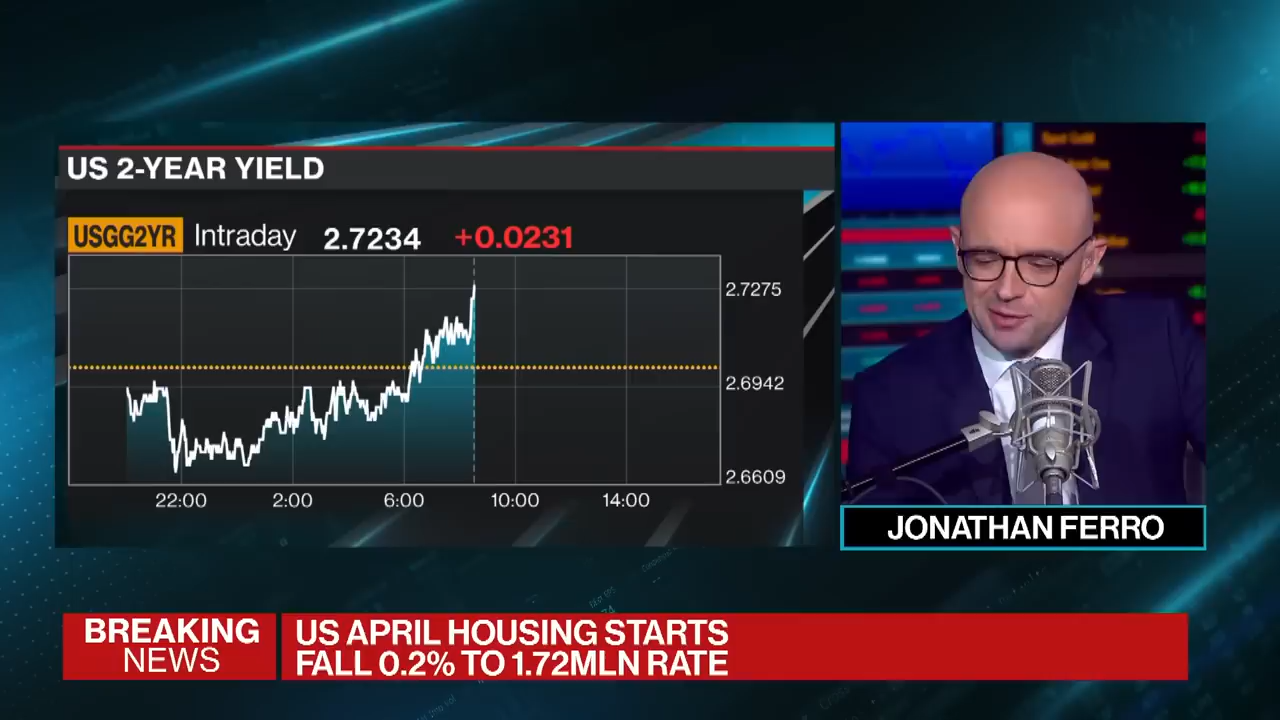 US 2-YEAR YIELD
USGG2YR Intraday 2.7234 +0.0231
2.7275
2.6942
2.6609
22:00 2:00 6:00 10:00 14:00
JONATHAN FERRO
BREAKING
NEWS
US APRIL HOUSING STARTS
FALL 0.2% TO 1.72MLN RATE